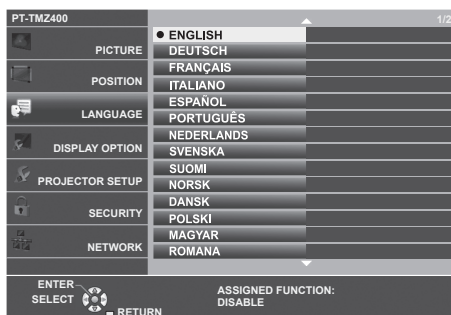 PT-TMZ400 1/2
PICTURE
POSITION
LANGUAGE
DISPLAY OPTION
PROJECTOR SETUP
SECURITY
NETWORK
ENGLISH
DEUTSCH
FRANÇAIS
ITALIANO
ESPAÑOL
PORTUGUÊS
NEDERLANDS
SVENSKA
SUOMI
NORSK
DANSK
POLSKI
MAGYAR
ROMANA
ENTER
SELECT
RETURN
ASSIGNED FUNCTION:
DISABLE